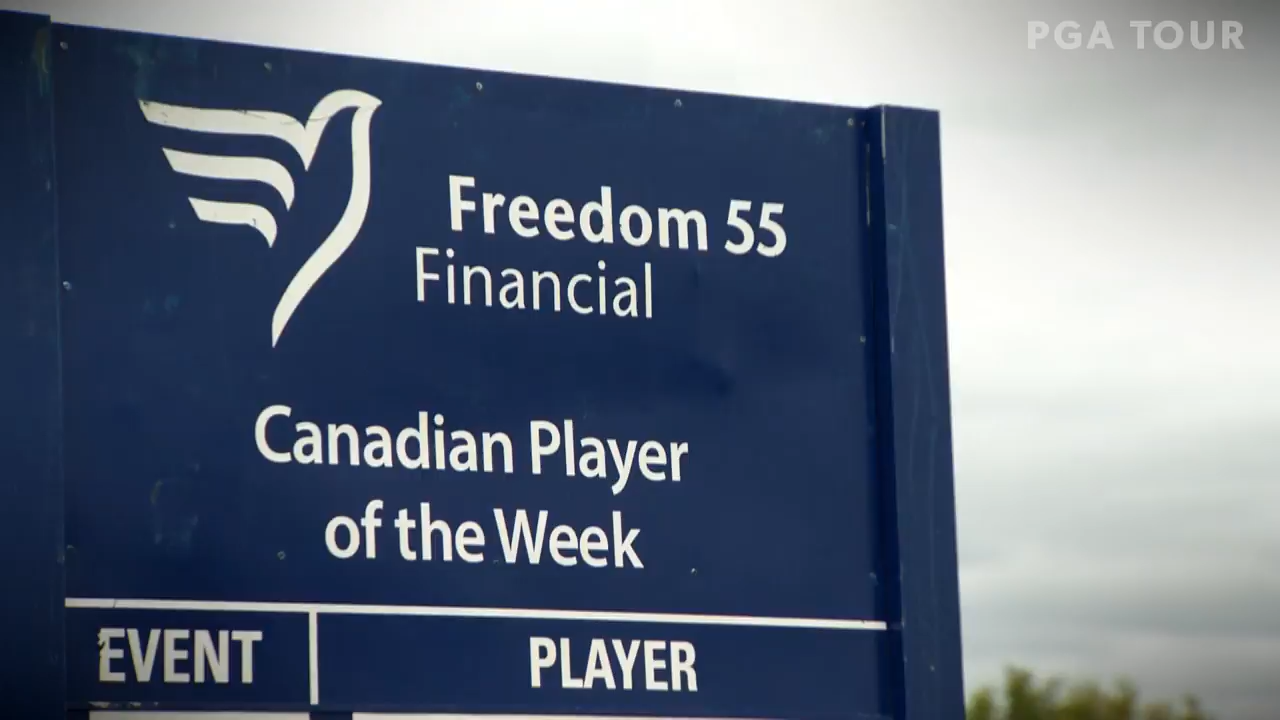 PGA TOUR
Freedom 55
Financial
Canadian Player
of the Week
EVENT
PLAYER